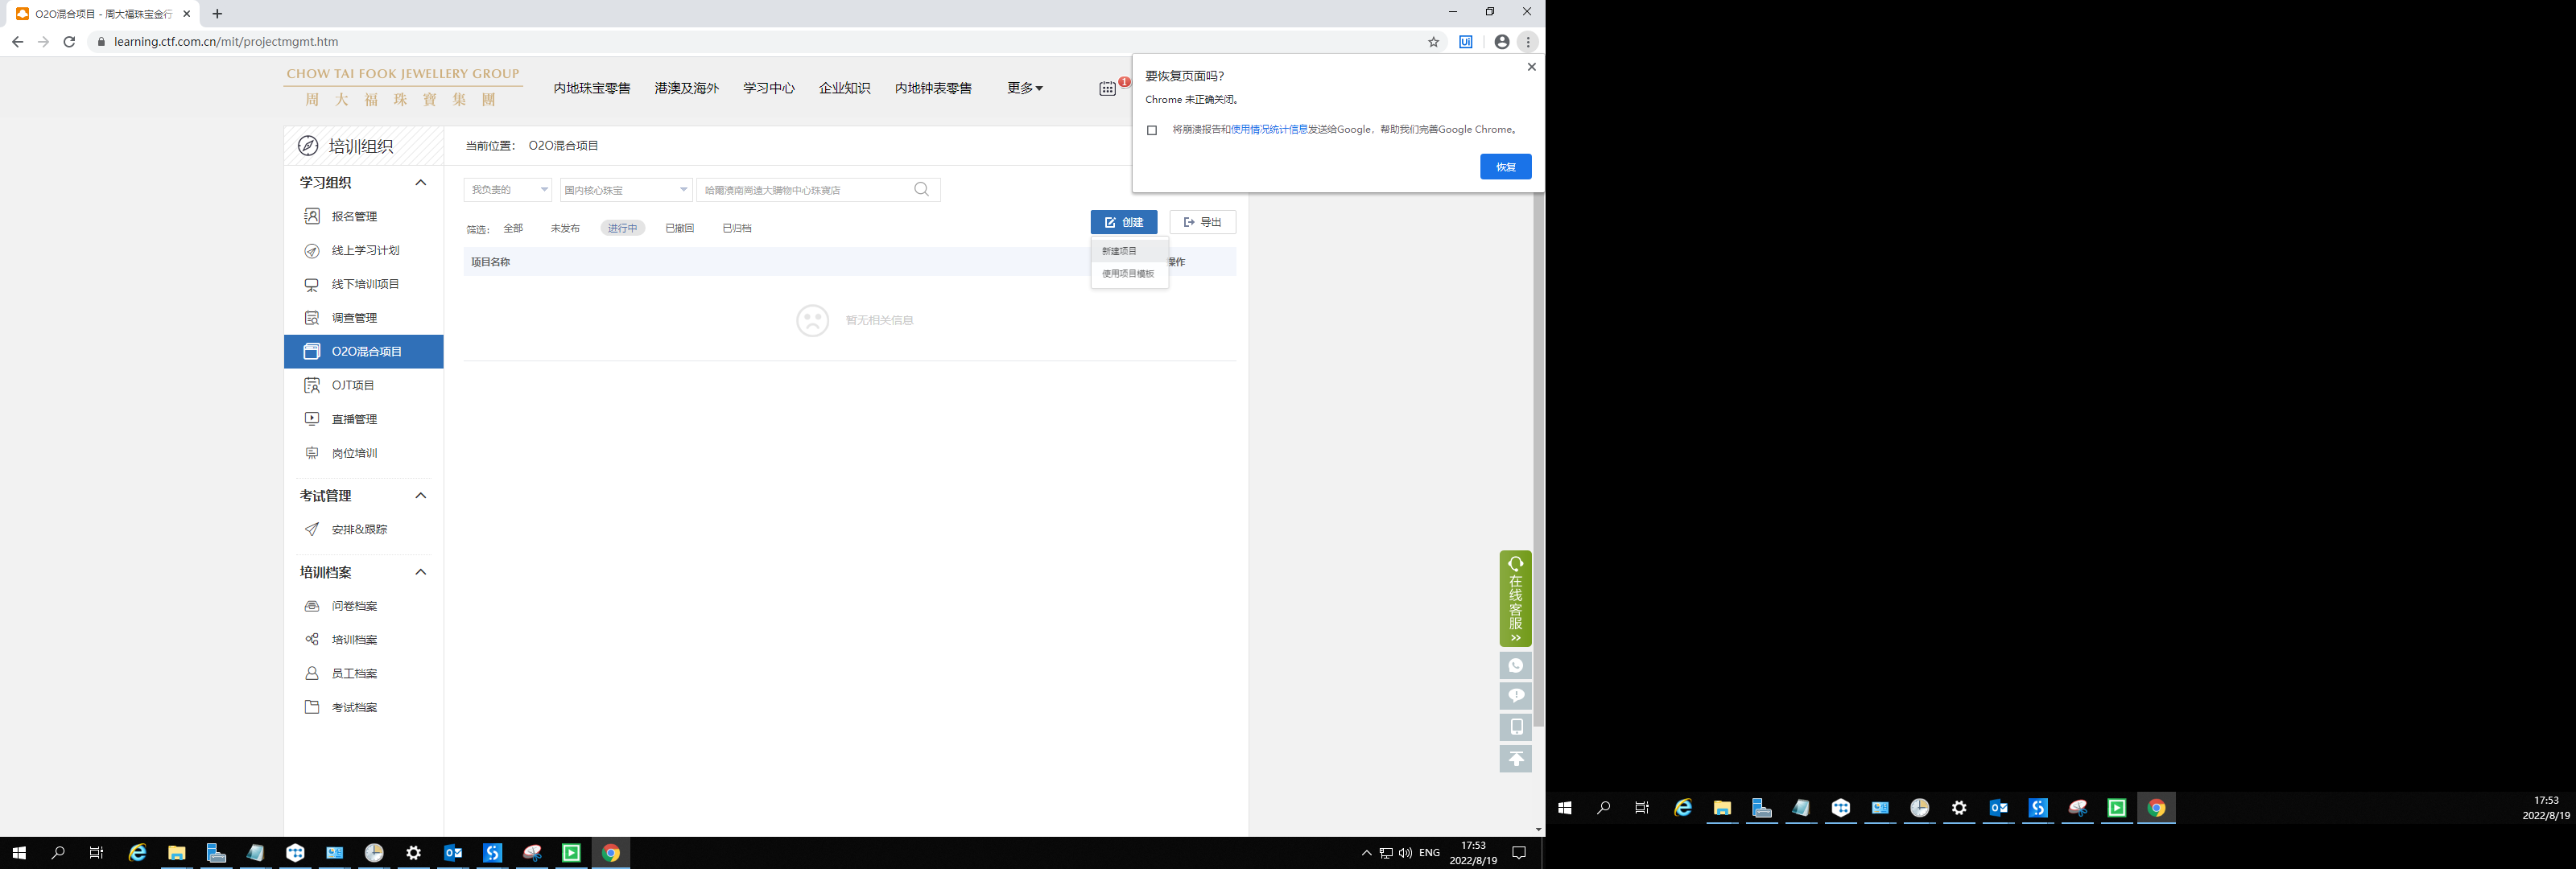 O2O混合项目 - 周大福珠宝金行
learning.ctf.com.cn/mit/projectmgmt.htm
CHOW TAI FOOK JEWELLERY GROUP
周大福珠寶集團
内地珠宝零售 港澳及海外 学习中心 企业知识 内地钟表零售 更多
1
要恢复页面吗?
Chrome 未正确关闭。
将崩溃报告和使用情况统计信息发送给Google，帮助我们完善Google Chrome。
恢复
培训组织
当前位置： O2O混合项目
学习组织
报名管理
线上学习计划
线下培训项目
调查管理
O2O混合项目
OJT项目
直播管理
岗位培训
考试管理
安排&跟踪
培训档案
问卷档案
培训档案
员工档案
考试档案
我负责的 国内核心珠宝 哈爾濱南崗遠大購物中心珠寶店
筛选： 全部 未发布 进行中 已撤回 已归档
创建 导出
新建项目
使用项目模板
项目名称 操作
暂无相关信息
在线客服
ENG
17:53
2022/8/19
17:53
2022/8/19